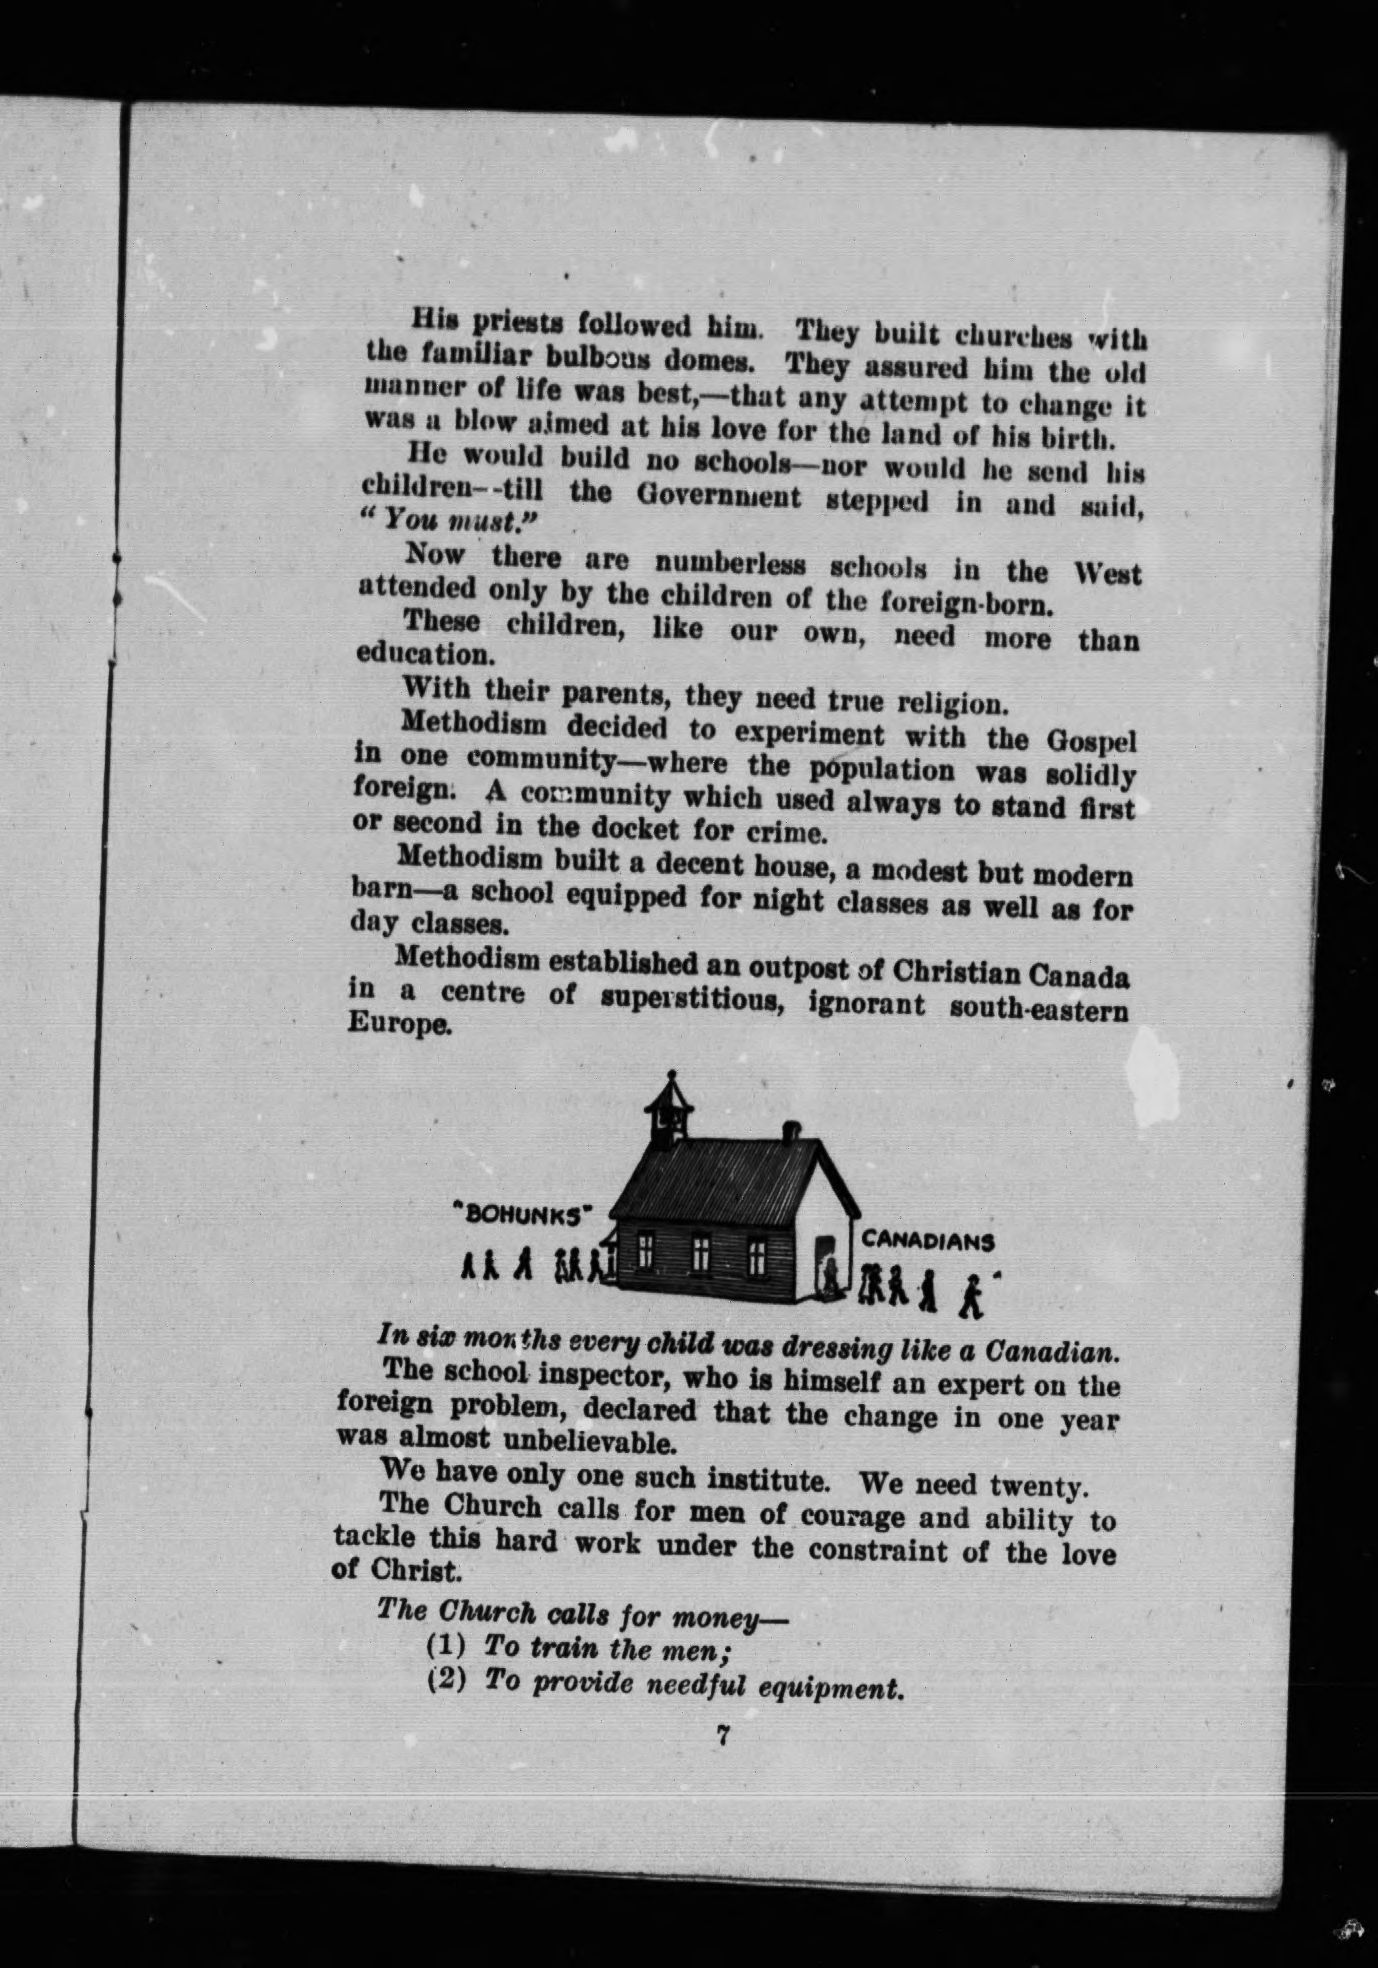 His priests followed him. They built churches with
the familiar bulbous domes. They assured him the old
manner of life was best,—that any attempt to change it
was a blow aimed at his love for the land of his birth.
He would build no schools—nor would he send his
children--till the Government stepped in and said,
"You must."
Now there are numberless schools in the West
attended only by the children of the foreign-born.
These children, like our own, need more than
education.
With their parents, they need true religion.
Methodism decided to experiment with the Gospel
in one community—where the population was solidly
foreign. A community which used always to stand first
or second in the docket for crime.
Methodism built a decent house, a modest but modern
barn—a school equipped for night classes as well as for
day classes.
Methodism established an outpost of Christian Canada
in a centre of superstitious, ignorant south-eastern
Europe.
"BOHUNKS"
CANADIANS
In six months every child was dressing like a Canadian.
The school inspector, who is himself an expert on the
foreign problem, declared that the change in one year
was almost unbelievable.
We have only one such institute. We need twenty.
The Church calls for men of courage and ability to
tackle this hard work under the constraint of the love
of Christ.
The Church calls for money—
(1) To train the men;
(2) To provide needful equipment.
7